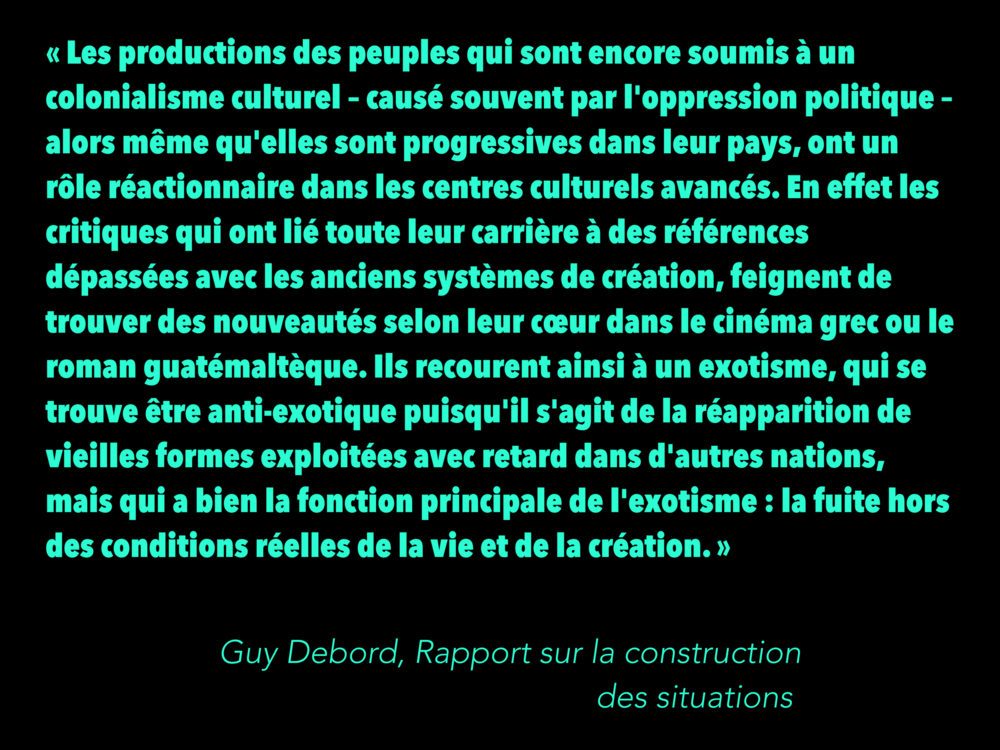 « Les productions des peuples qui sont encore soumis à un
colonialisme culturel – causé souvent par l'oppression politique –
alors même qu'elles sont progressives dans leur pays, ont un
rôle réactionnaire dans les centres culturels avancés. En effet les
critiques qui ont lié toute leur carrière à des références
dépassées avec les anciens systèmes de création, feignent de
trouver des nouveautés selon leur cœur dans le cinéma grec ou le
roman guatémaltèque. Ils recourent ainsi à un exotisme, qui se
trouve être anti-exotique puisqu'il s'agit de la réapparition de
vieilles formes exploitées avec retard dans d'autres nations,
mais qui a bien la fonction principale de l'exotisme : la fuite hors
des conditions réelles de la vie et de la création. »
Guy Debord, Rapport sur la construction
des situations